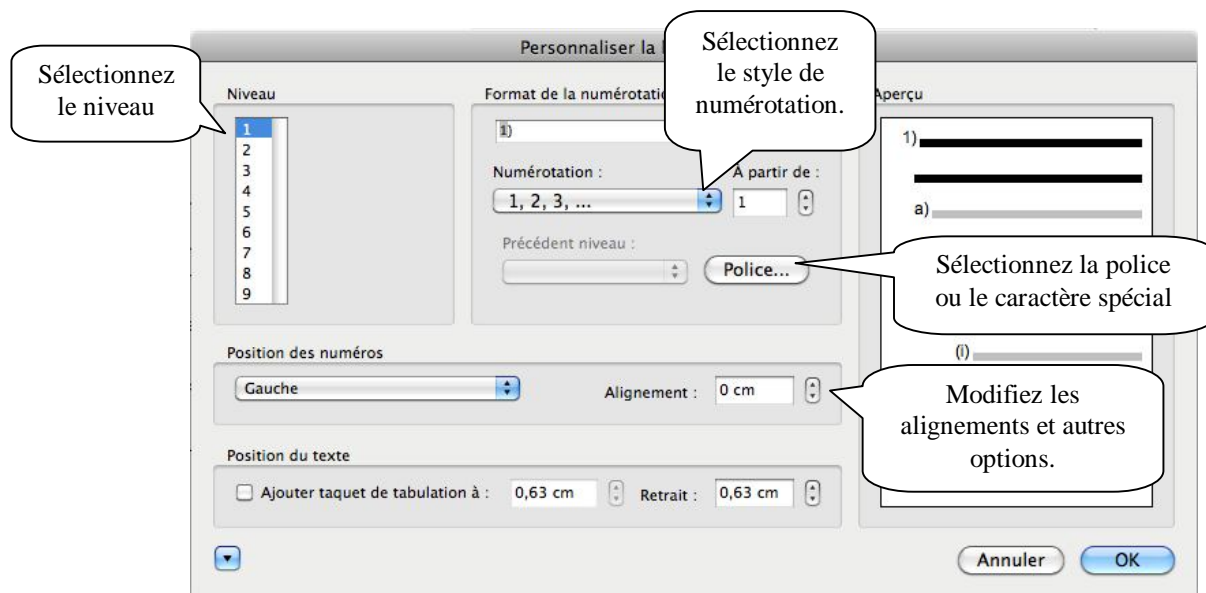 Personnaliser la
Sélectionnez
le niveau
Sélectionnez
le style de
numérotation.
Niveau
1
2
3
4
5
6
7
8
9
Format de la
1)
Numérotation :
À partir de :
1, 2, 3, ...
1
Précédent niveau :
Police...
Aperçu
1)
a)
Sélectionnez la police
ou le caractère spécial
(i)
Position des numéros
Gauche
Alignement :
0 cm
Modifiez les
alignements et autres
options.
Position du texte
Ajouter taquet de tabulation à :
0,63 cm
Retrait :
0,63 cm
Annuler
OK